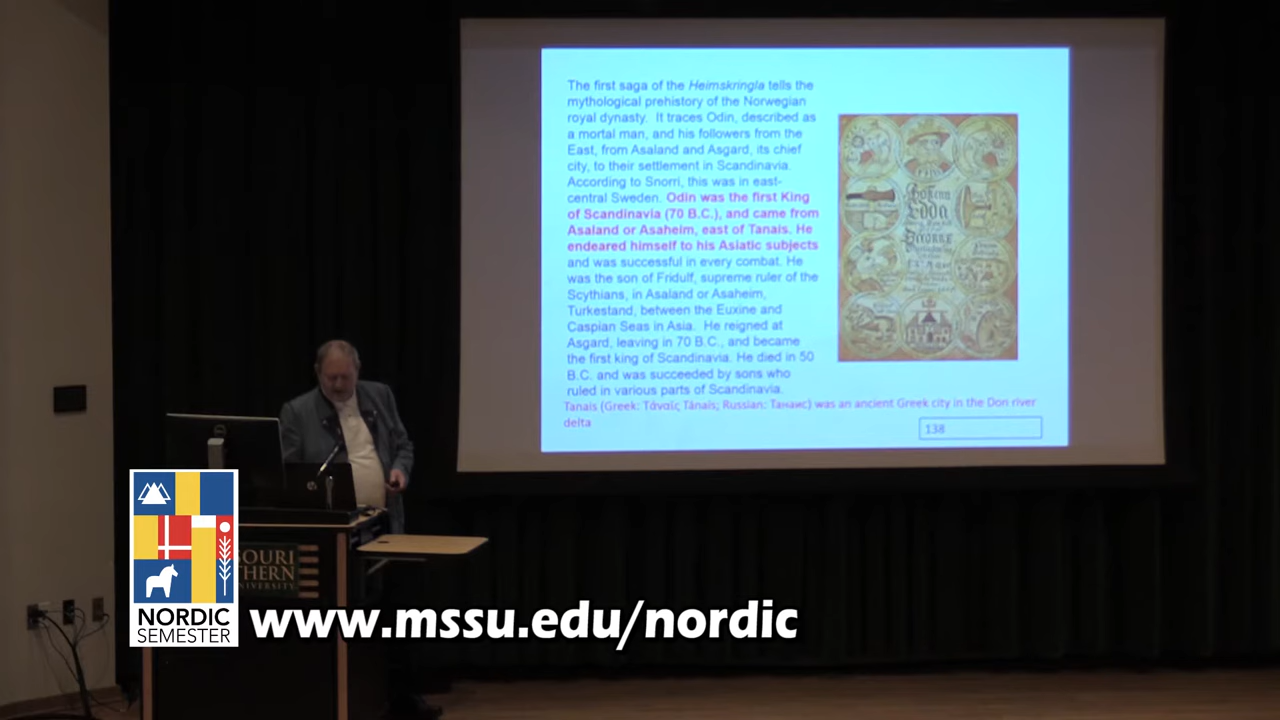 The first saga of the Heimskringla tells the
mythological prehistory of the Norwegian
royal dynasty. It traces Odin, described as
a mortal man, and his followers from the
East, from Asaland and Asgard, its chief
city, to their settlement in Scandinavia.
According to Snorri, this was in east-
central Sweden. Odin was the first King
of Scandinavia (70 B.C.), and came from
Asaland or Asaheim, east of Tanais. He
endeared himself to his Asiatic subjects
and was successful in every combat. He
was the son of Fridulf, supreme ruler of the
Scythians, in Asaland or Asaheim,
Turkestand, between the Euxine and
Caspian Seas in Asia. He reigned at
Asgard, leaving in 70 B.C., and became
the first king of Scandinavia. He died in 50
B.C. and was succeeded by sons who
ruled in various parts of Scandinavia.
Tanais (Greek: Τάναϊς Tánais; Russian: Танаис) was an ancient Greek city in the Don river
delta
138
Edda
SOURI
THERN
UNIVERSITY
NORDIC
SEMESTER
www.mssu.edu/nordic